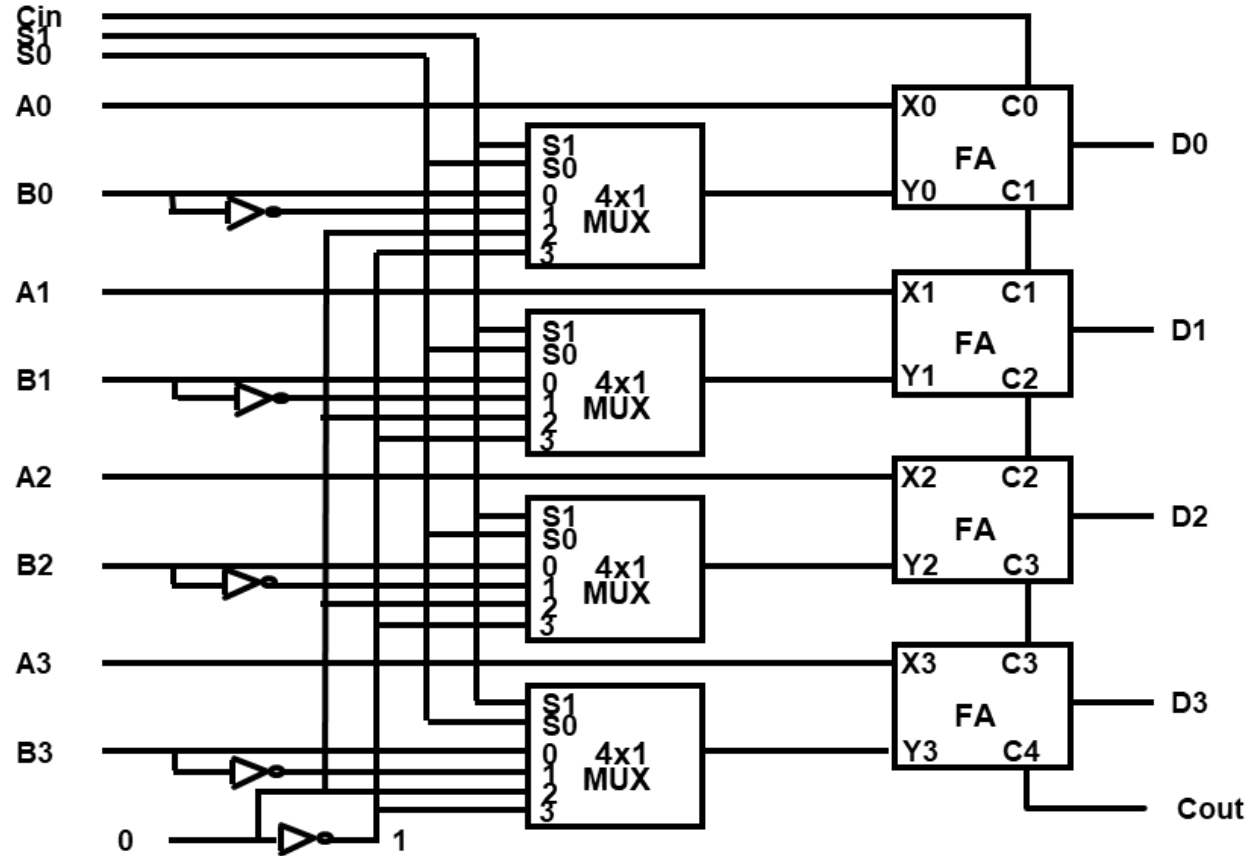 Cin
S1
S0
A0 X0 C0
S1 FA D0
S0
B0 0 4x1 Y0 C1
1 MUX
2
3
A1 X1 C1
S1 FA D1
S0
B1 0 4x1 Y1 C2
1 MUX
2
3
A2 X2 C2
S1 FA D2
S0
B2 0 4x1 Y2 C3
1 MUX
2
3
A3 X3 C3
S1 FA D3
S0
B3 0 4x1 Y3 C4
1 MUX
2
3 Cout
0 1